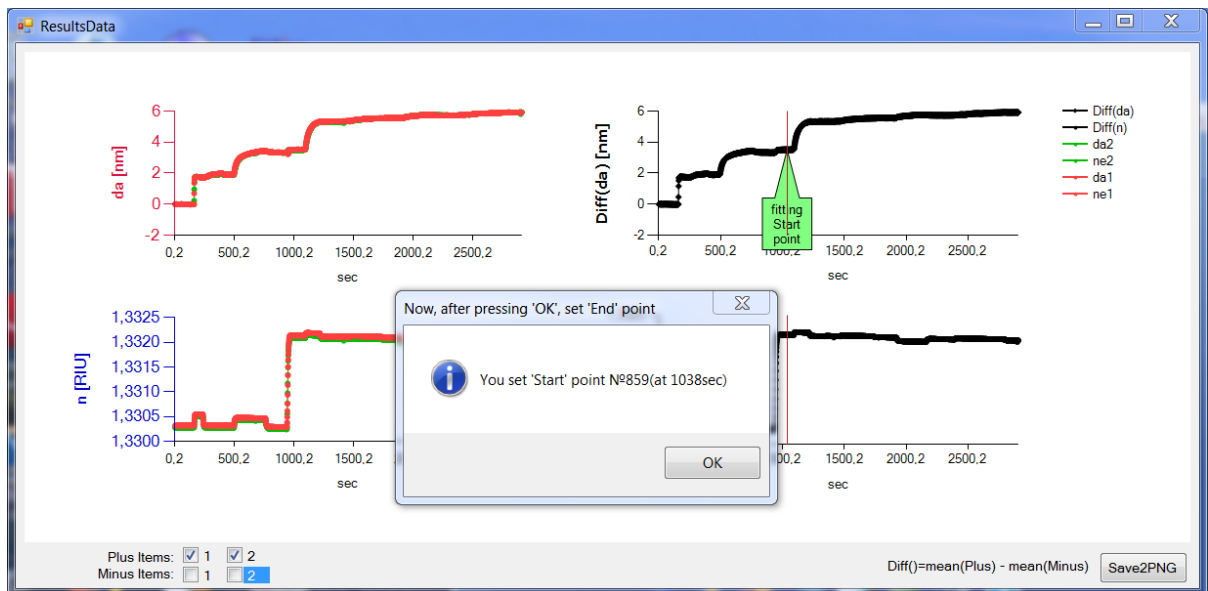 ResultsData
6
4
2
0
-2
da [nm]
0,2 500,2 1000,2 1500,2 2000,2 2500,2
sec
6
4
2
0
-2
Diff(da) [nm]
fitting
Start
point
0,2 500,2 1000,2 1500,2 2000,2 2500,2
sec
Diff(da)
Diff(n)
da2
ne2
da1
ne1
1,3325
1,3320
1,3315
1,3310
1,3305
1,3300
n [RIU]
0,2 500,2 1000,2 1500,2
sec
Now, after pressing 'OK', set 'End' point
You set 'Start' point №859(at 1038sec)
OK
00,2 1500,2 2000,2 2500,2
sec
Plus Items: 1 2
Minus Items: 1 2
Diff()=mean(Plus) - mean(Minus)
Save2PNG